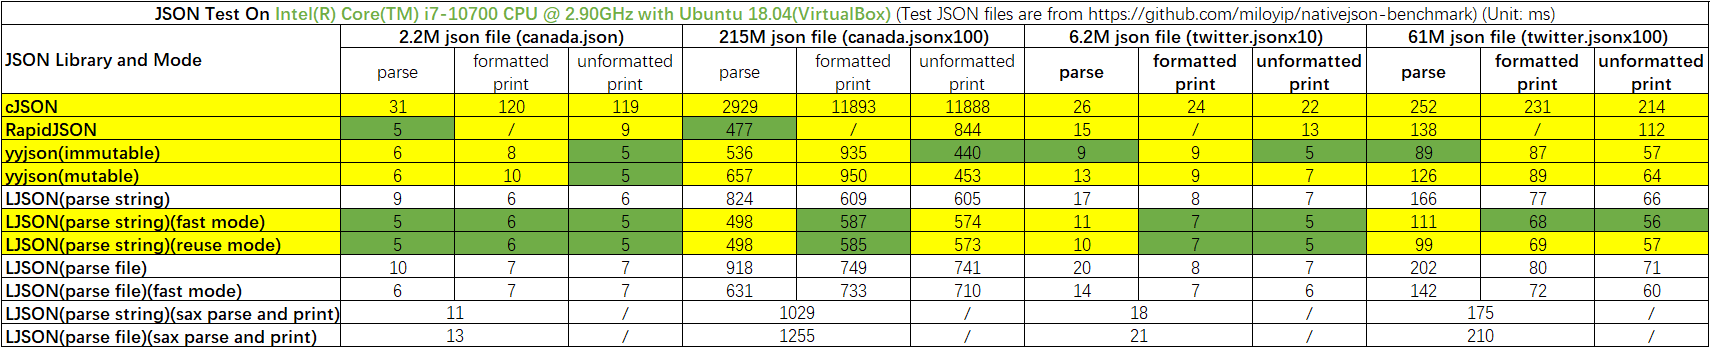 JSON Test On Intel(R) Core(TM) i7-10700 CPU @ 2.90GHz with Ubuntu 18.04(VirtualBox) (Test JSON files are from https://github.com/miloyip/nativejson-benchmark) (Unit: ms)
JSON Library and Mode 2.2M json file (canada.json) 215M json file (canada.jsonx100) 6.2M json file (twitter.jsonx10) 61M json file (twitter.jsonx100)
parse formatted print unformatted print parse formatted print unformatted print parse formatted print unformatted print parse formatted print unformatted print
cJSON 31 120 119 2929 11893 11888 26 24 22 252 231 214
RapidJSON 5 / 9 477 / 844 15 / 13 138 / 112
yyjson(immutable) 6 8 5 536 935 440 9 9 5 89 87 57
yyjson(mutable) 6 10 5 657 950 453 13 9 7 126 89 64
LJSON(parse string) 9 6 6 824 609 605 17 8 7 166 77 66
LJSON(parse string)(fast mode) 5 6 5 498 587 574 11 7 5 111 68 56
LJSON(parse string)(reuse mode) 5 6 5 498 585 573 10 7 5 99 69 57
LJSON(parse file) 10 7 7 918 749 741 20 8 7 202 80 71
LJSON(parse file)(fast mode) 6 7 7 631 733 710 14 7 6 142 72 60
LJSON(parse string)(sax parse and print) 11 / 1029 / 18 / 175 /
LJSON(parse file)(sax parse and print) 13 / 1255 / 21 / 210 /